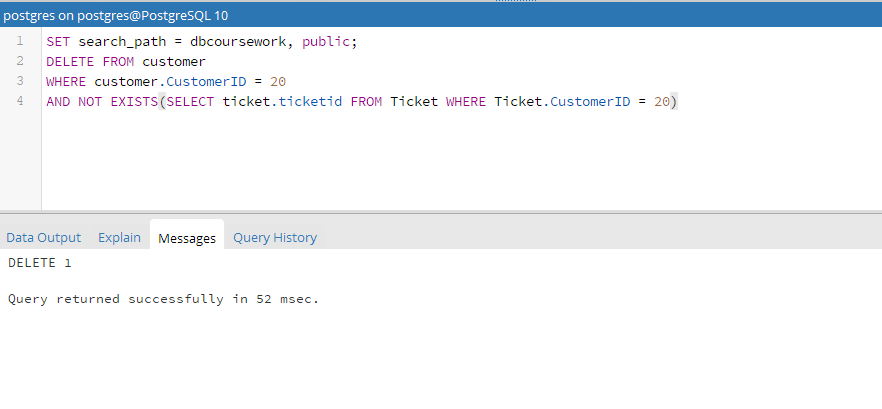 postgres on postgres@PostgreSQL 10
1 SET search_path = dbcoursework, public;
2 DELETE FROM customer
3 WHERE customer.CustomerID = 20
4 AND NOT EXISTS(SELECT ticket.ticketid FROM Ticket WHERE Ticket.CustomerID = 20)
Data Output Explain Messages Query History
DELETE 1
Query returned successfully in 52 msec.